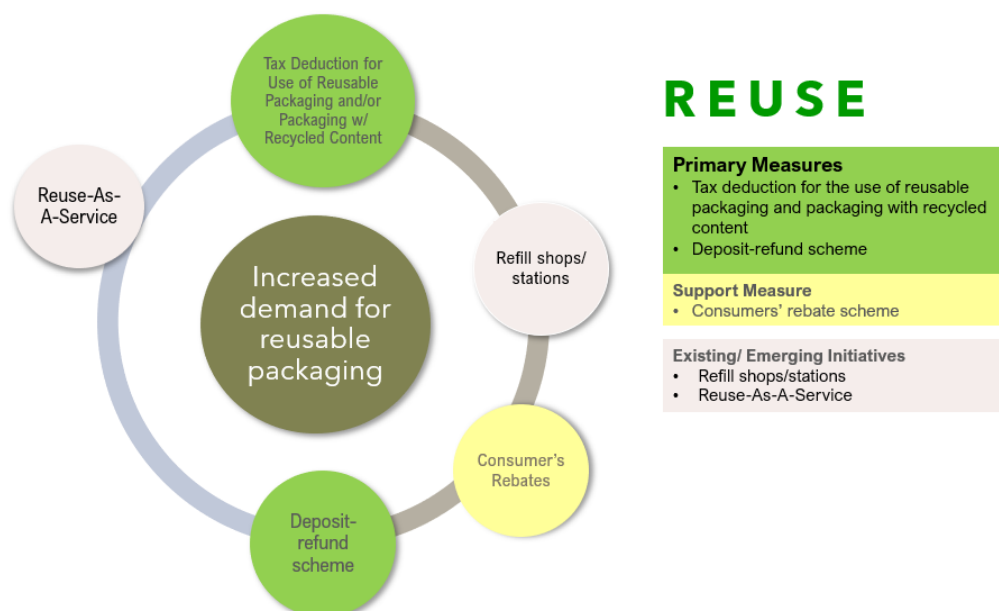 Tax Deduction for
Use of Reusable
Packaging and/or
Packaging w/
Recycled Content
Reuse-As-
A-Service
Refill shops/
stations
Increased
demand for
reusable
packaging
Consumer's
Rebates
Deposit-
refund
scheme
REUSE
Primary Measures
• Tax deduction for the use of reusable
packaging and packaging with recycled
content
• Deposit-refund scheme
Support Measure
• Consumers' rebate scheme
Existing/ Emerging Initiatives
• Refill shops/stations
• Reuse-As-A-Service